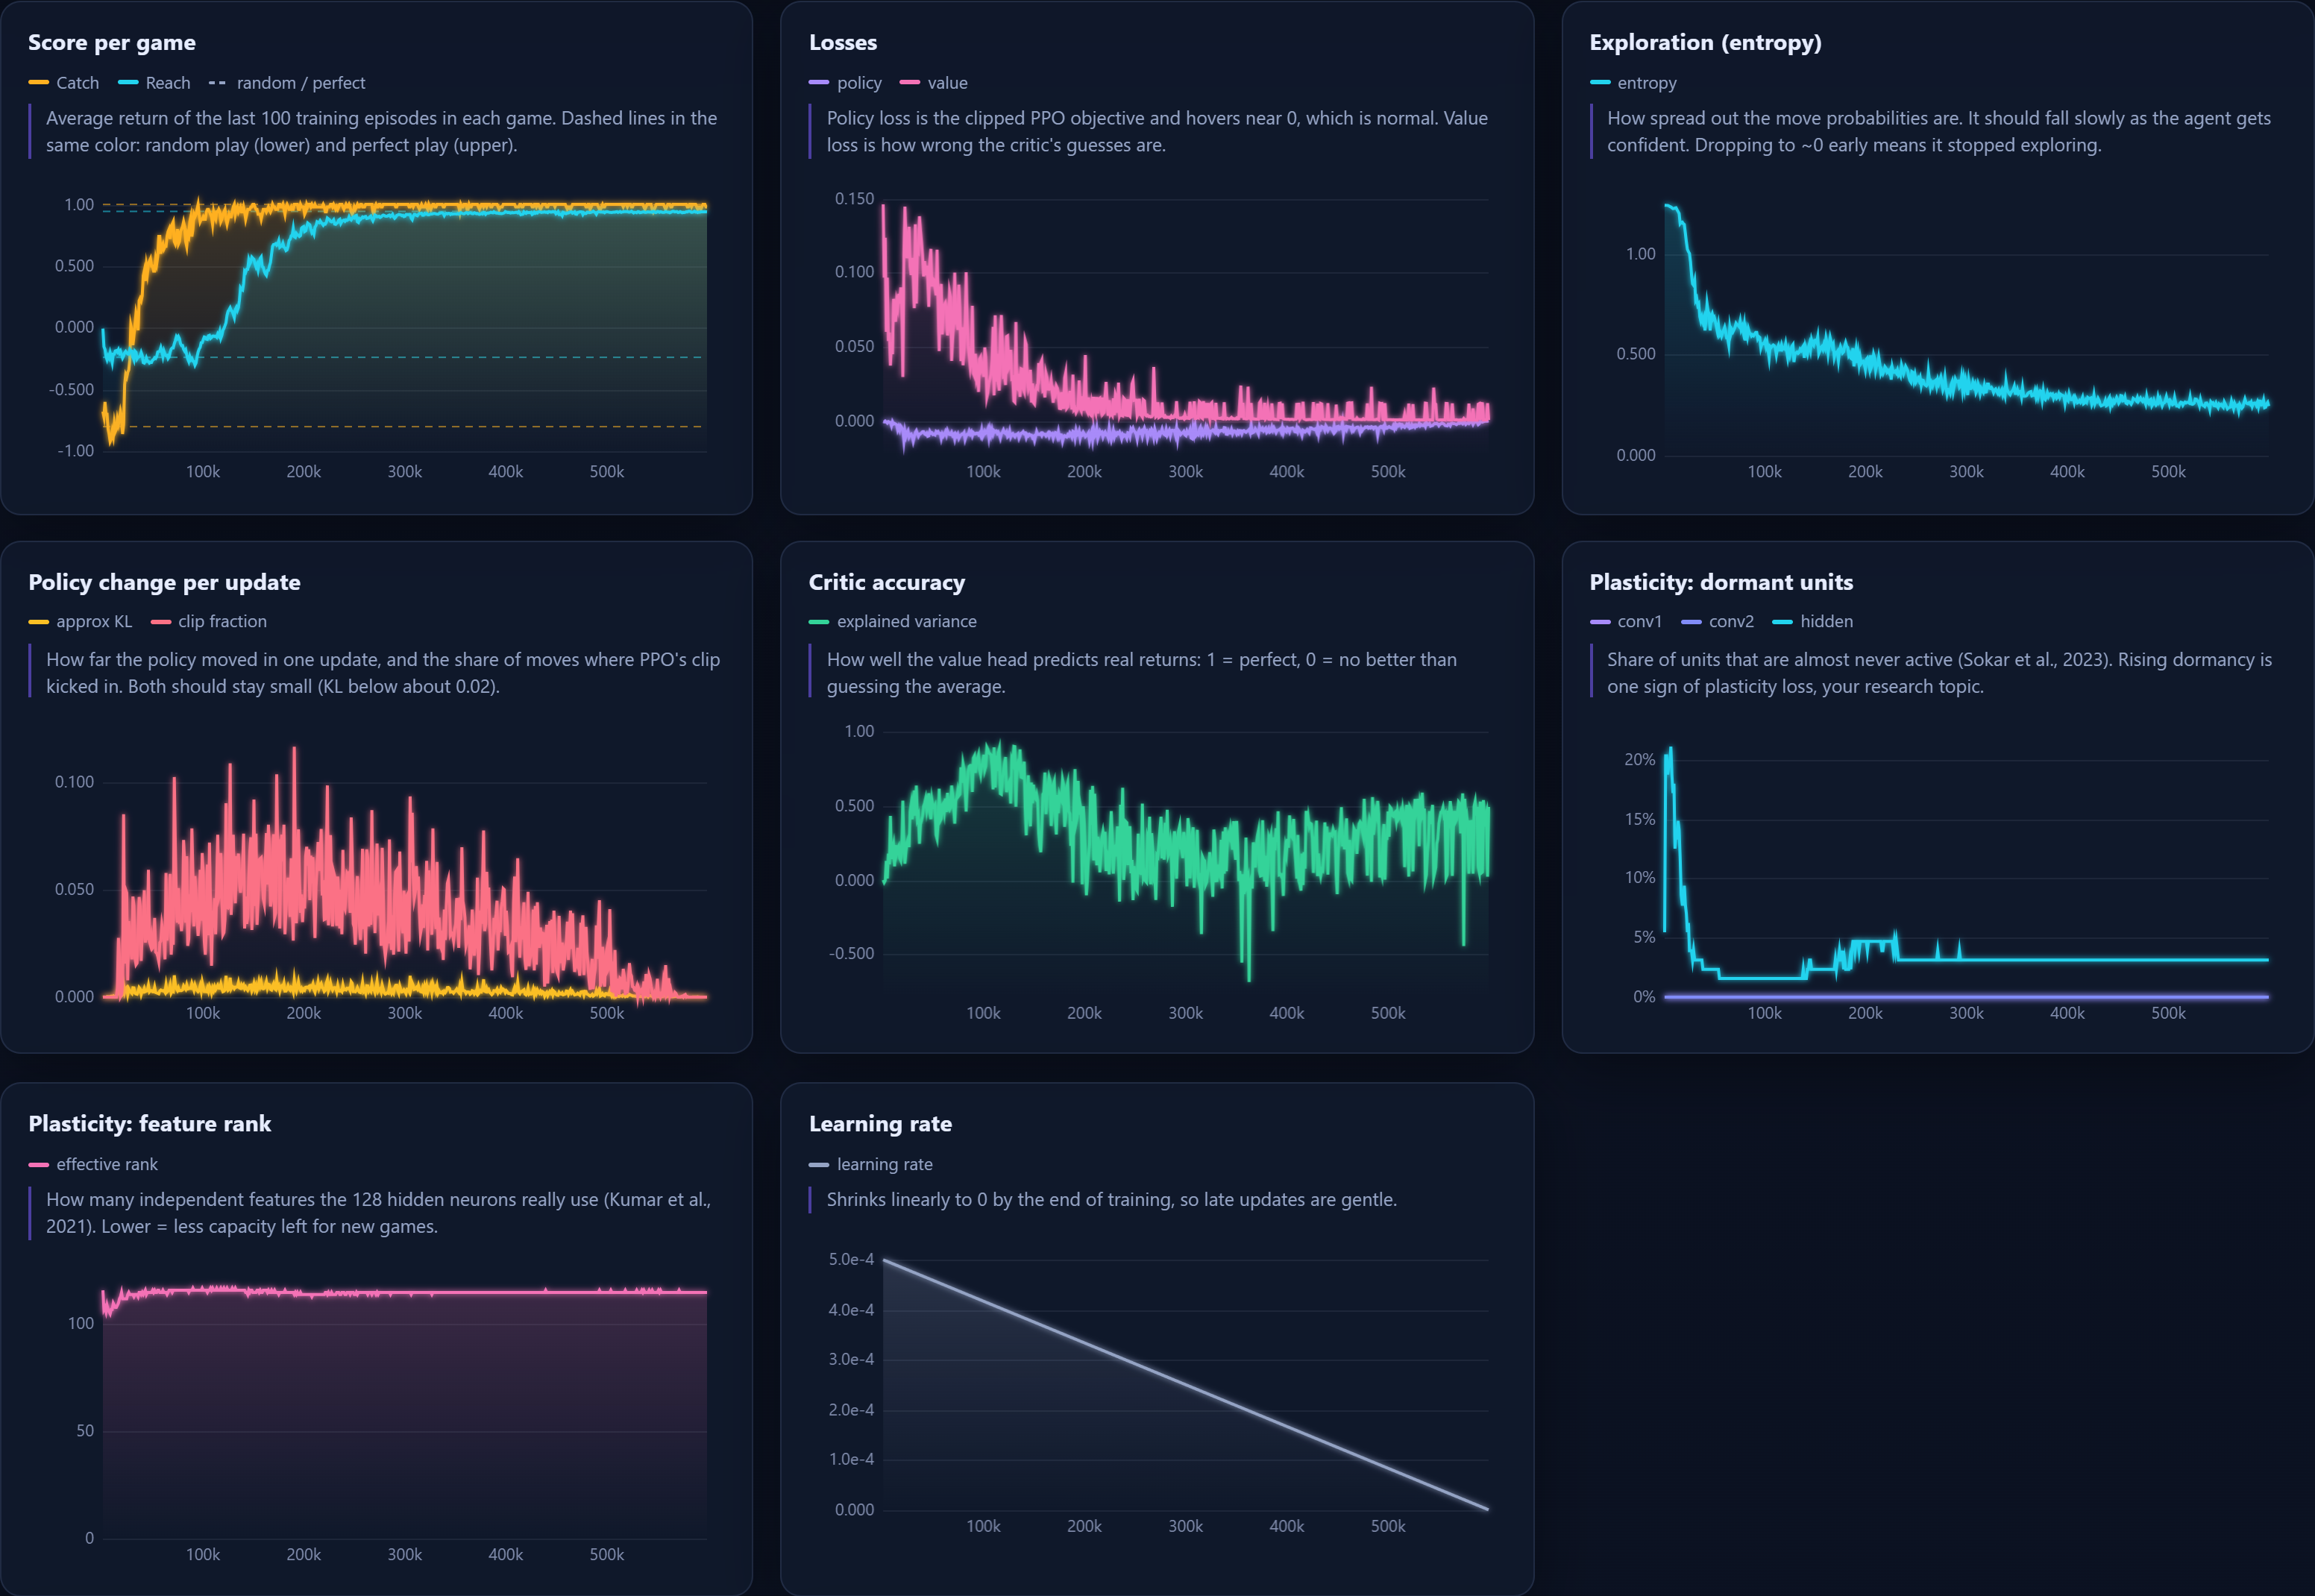 Score per game
Catch Reach random / perfect
Average return of the last 100 training episodes in each game. Dashed lines in the
same color: random play (lower) and perfect play (upper).
1.00
0.500
0.000
-0.500
-1.00
100k 200k 300k 400k 500k
Losses
policy value
Policy loss is the clipped PPO objective and hovers near 0, which is normal. Value
loss is how wrong the critic's guesses are.
0.150
0.100
0.050
0.000
100k 200k 300k 400k 500k
Exploration (entropy)
entropy
How spread out the move probabilities are. It should fall slowly as the agent gets
confident. Dropping to ~0 early means it stopped exploring.
1.00
0.500
0.000
100k 200k 300k 400k 500k
Policy change per update
approx KL clip fraction
How far the policy moved in one update, and the share of moves where PPO's clip
kicked in. Both should stay small (KL below about 0.02).
0.100
0.050
0.000
100k 200k 300k 400k 500k
Critic accuracy
explained variance
How well the value head predicts real returns: 1 = perfect, 0 = no better than
guessing the average.
1.00
0.500
0.000
-0.500
100k 200k 300k 400k 500k
Plasticity: dormant units
conv1 conv2 hidden
Share of units that are almost never active (Sokar et al., 2023). Rising dormancy is
one sign of plasticity loss, your research topic.
20%
15%
10%
5%
0%
100k 200k 300k 400k 500k
Plasticity: feature rank
effective rank
How many independent features the 128 hidden neurons really use (Kumar et al.,
2021). Lower = less capacity left for new games.
100
50
0
100k 200k 300k 400k 500k
Learning rate
learning rate
Shrinks linearly to 0 by the end of training, so late updates are gentle.
5.0e-4
4.0e-4
3.0e-4
2.0e-4
1.0e-4
0.000
100k 200k 300k 400k 500k